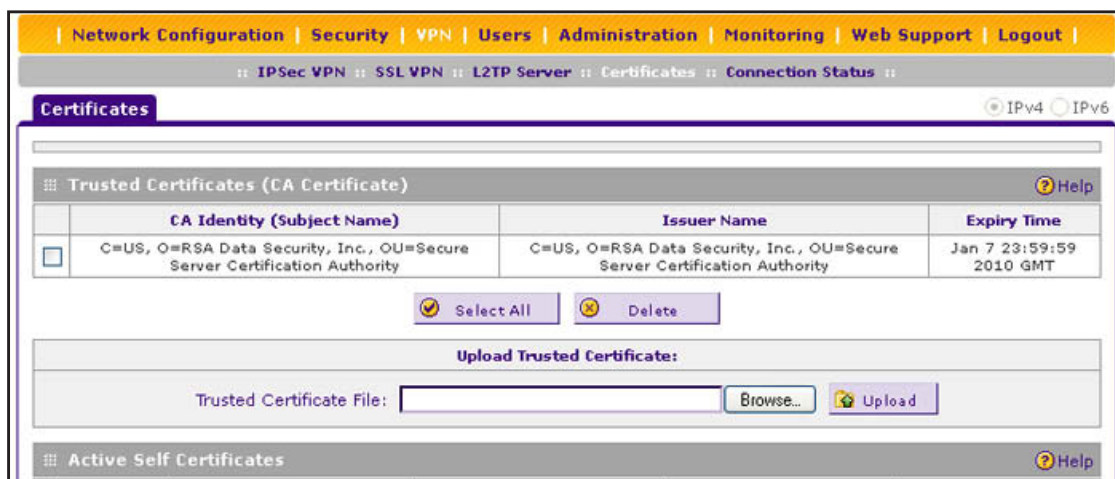 | Network Configuration | Security | VPN | Users | Administration | Monitoring | Web Support | Logout |
:: IPSec VPN :: SSL VPN :: L2TP Server :: Certificates :: Connection Status ::
Certificates IPv4 IPv6
Trusted Certificates (CA Certificate) Help
CA Identity (Subject Name) Issuer Name Expiry Time
C=US, O=RSA Data Security, Inc., OU=Secure C=US, O=RSA Data Security, Inc., OU=Secure Jan 7 23:59:59
Server Certification Authority Server Certification Authority 2010 GMT
Select All Delete
Upload Trusted Certificate:
Trusted Certificate File: Browse... Upload
Active Self Certificates Help